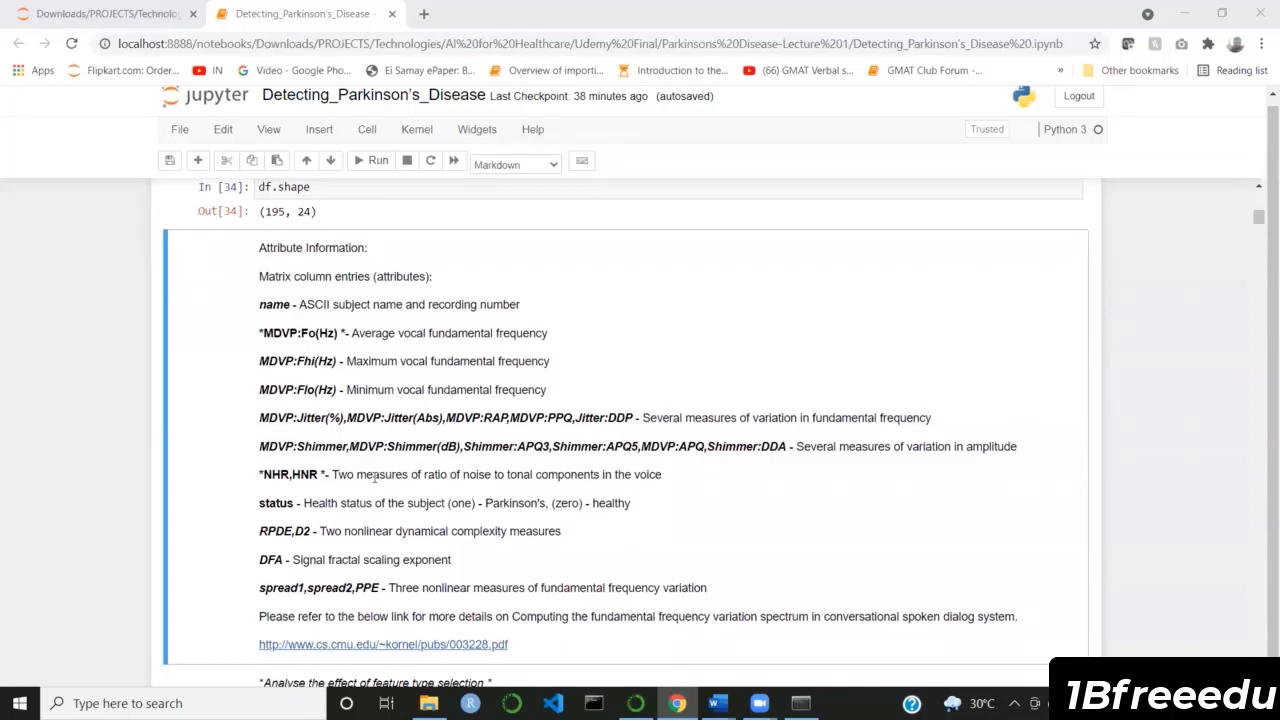 Downloads/PROJECTS/Technolog
Detecting_Parkinson's_Disease -
localhost:8888/notebooks/Downloads/PROJECTS/Technologies/AI%20for%20Healthcare/Udemy%20Final/Parkinsons%20Disease-Lecture%201/Detecting_Parkinson's_Disease%20.ipynb
Apps Flipkart.com: Order... IN Video - Google Pho... Ei Samay ePaper: B... Overview of importi... Introduction to the... (66) GMAT Verbal s... GMAT Club Forum -... » Other bookmarks Reading list
jupyter Detecting_Parkinson's_Disease Last Checkpoint: 38 minutes ago (autosaved) Logout
File Edit View Insert Cell Kernel Widgets Help Trusted Python 3
Run Markdown
In [34]: df.shape
Out[34]: (195, 24)
Attribute Information:
Matrix column entries (attributes):
name - ASCII subject name and recording number
*MDVP:Fo(Hz) *- Average vocal fundamental frequency
MDVP:Fhi(Hz) - Maximum vocal fundamental frequency
MDVP:Flo(Hz) - Minimum vocal fundamental frequency
MDVP:Jitter(%),MDVP:Jitter(Abs),MDVP:RAP,MDVP:PPQ,Jitter:DDP - Several measures of variation in fundamental frequency
MDVP:Shimmer,MDVP:Shimmer(dB),Shimmer:APQ3,Shimmer:APQ5,MDVP:APQ,Shimmer:DDA - Several measures of variation in amplitude
*NHR,HNR *- Two measures of ratio of noise to tonal components in the voice
status - Health status of the subject (one) - Parkinson's, (zero) - healthy
RPDE,D2 - Two nonlinear dynamical complexity measures
DFA - Signal fractal scaling exponent
spread1,spread2,PPE - Three nonlinear measures of fundamental frequency variation
Please refer to the below link for more details on Computing the fundamental frequency variation spectrum in conversational spoken dialog system.
http://www.cs.cmu.edu/~kornel/pubs/003228.pdf
*Analyse the effect of feature type selection *
Type here to search
30°C
1Bfreeedu